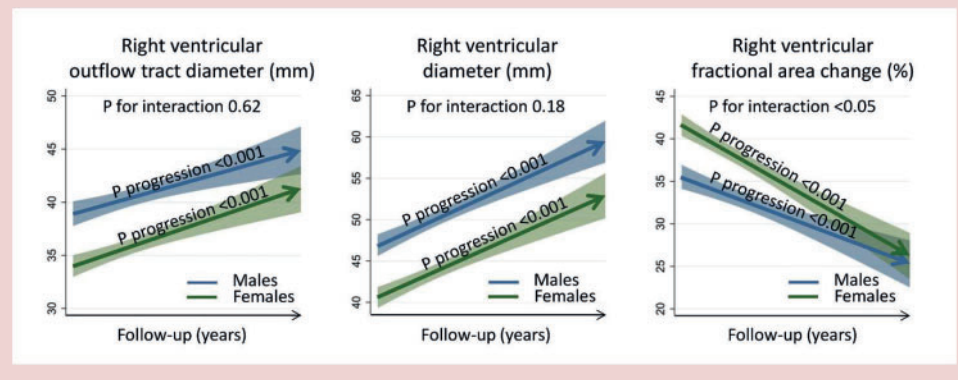 Right ventricular
outflow tract diameter (mm)
P for interaction 0.62
50
45
40
35
30
P progression <0.001
P progression <0.001
Males
Females
Follow-up (years)
Right ventricular
diameter (mm)
P for interaction 0.18
65
60
55
50
45
40
P progression <0.001
P progression <0.001
Males
Females
Follow-up (years)
Right ventricular
fractional area change (%)
P for interaction <0.05
45
40
35
30
25
20
P progression <0.001
P progression <0.001
Males
Females
Follow-up (years)